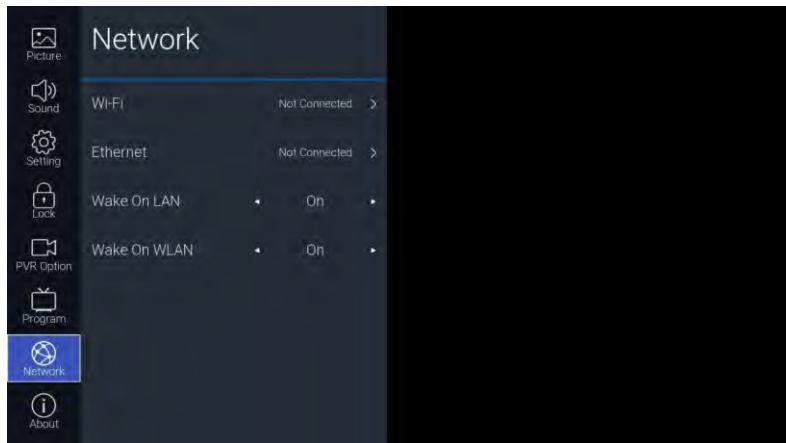 Picture
Sound
Setting
Lock
PVR Option
Program
Network
About
Network
Wi-Fi Not Connected
Ethernet Not Connected
Wake On LAN On
Wake On WLAN On